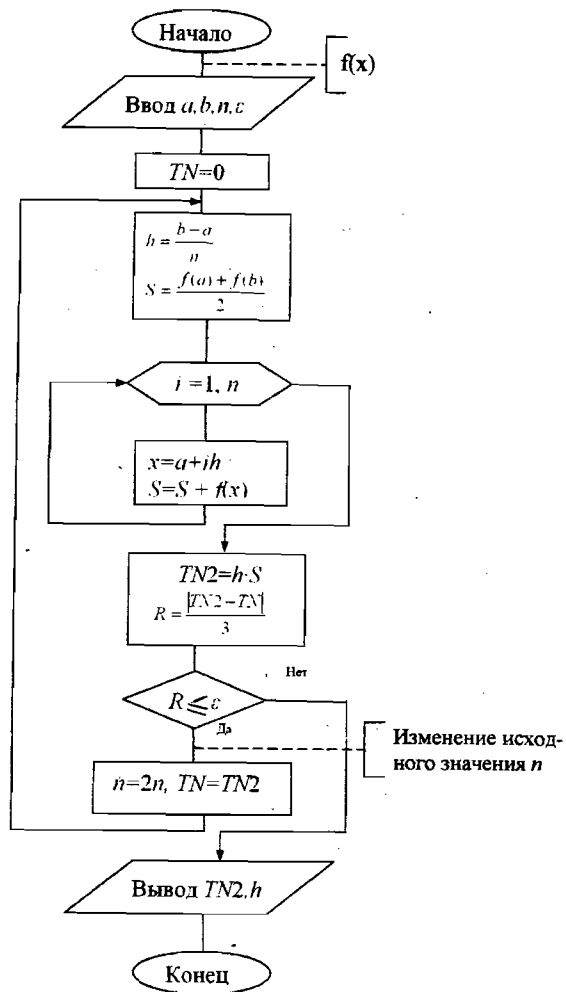 Начало
f(x)
Ввод a,b,n,ε
TN=0
h = (b − a) / n
S = (f(a) + f(b)) / 2
i =1, n
x=a+ih
S=S + f(x)
TN2=h·S
R = |TN2 − TN| / 3
Нет
R ≤ ε
Да
Изменение исход-
ного значения n
n=2n, TN=TN2
Вывод TN2,h
Конец